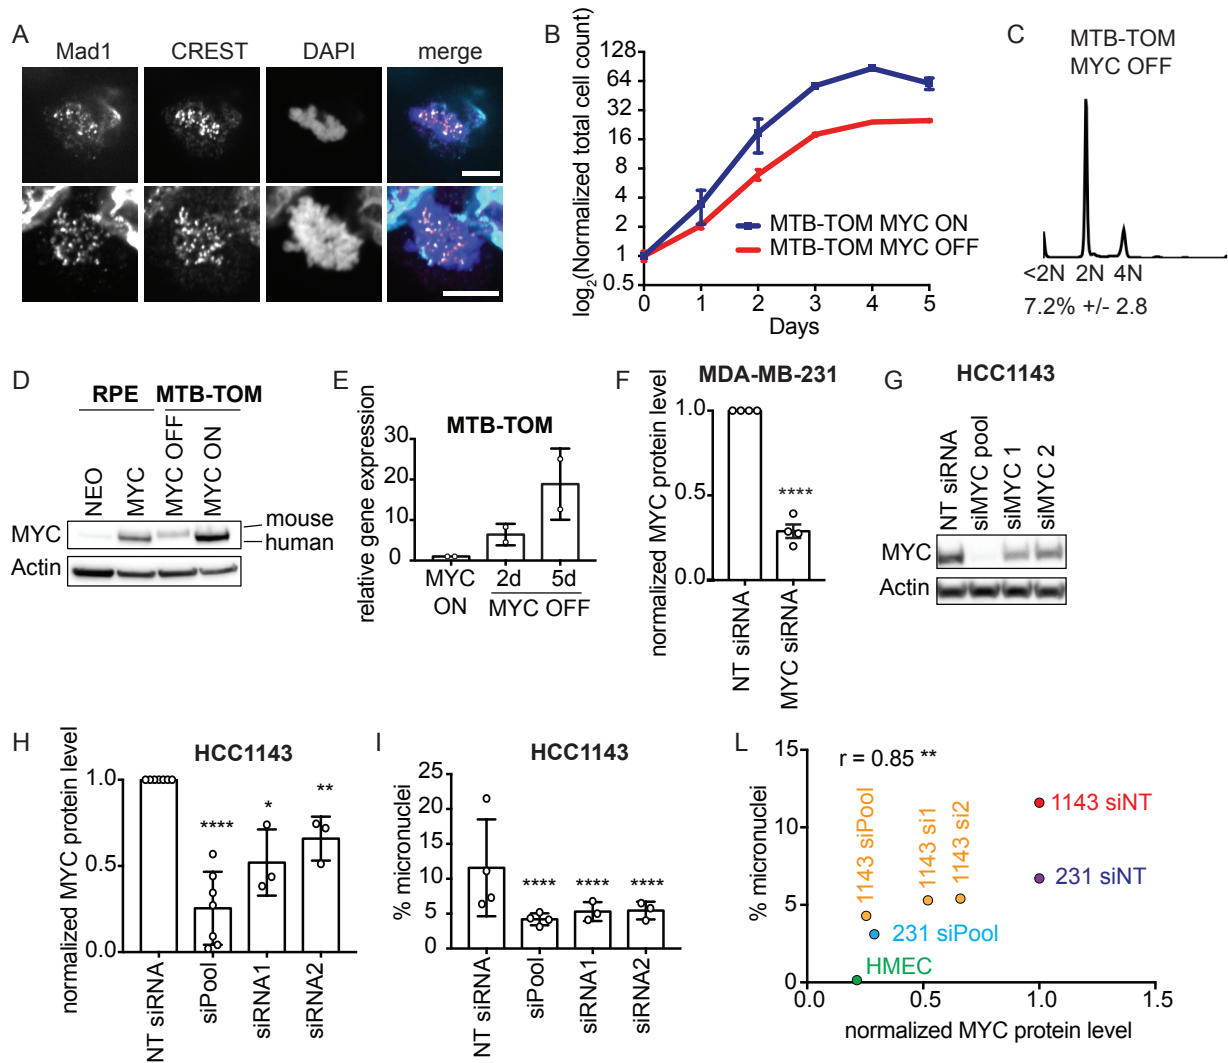 A
Mad1
CREST
DAPI
merge
B
log₂(Normalized total cell count)
128
64
32
16
8
4
2
1
0.5
0 1 2 3 4 5
Days
MTB-TOM MYC ON
MTB-TOM MYC OFF
C
MTB-TOM
MYC OFF
<2N 2N 4N
7.2% +/- 2.8
D
RPE MTB-TOM
NEO
MYC
MYC OFF
MYC ON
MYC
mouse
human
Actin
E
MTB-TOM
relative gene expression
30
20
10
0
MYC
ON
2d 5d
MYC OFF
F
MDA-MB-231
normalized MYC protein level
1.0
0.5
0.0
****
NT siRNA
MYC siRNA
G
HCC1143
NT siRNA
siMYC pool
siMYC 1
siMYC 2
MYC
Actin
H
HCC1143
normalized MYC protein level
1.0
0.5
0.0
****
*
**
NT siRNA
siPool
siRNA1
siRNA2
I
HCC1143
% micronuclei
25
20
15
10
5
0
**** **** ****
NT siRNA
siPool
siRNA1
siRNA2
L
r = 0.85 **
% micronuclei
15
10
5
0
1143 siPool
1143 si1
1143 si2
1143 siNT
231 siNT
231 siPool
HMEC
0.0 0.5 1.0 1.5
normalized MYC protein level